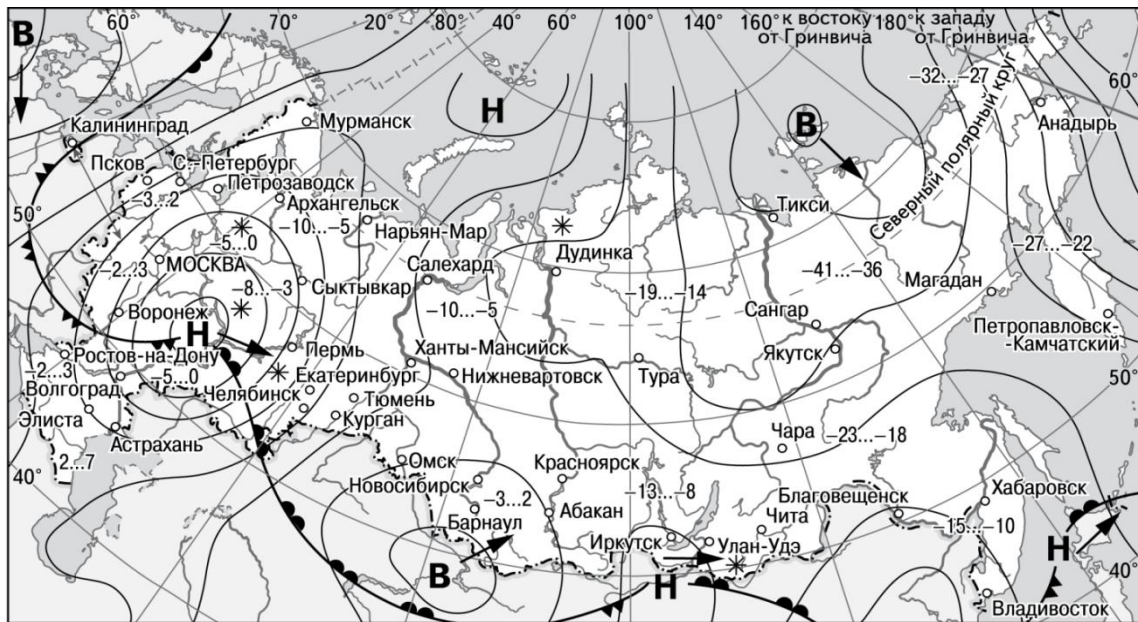 60°
70°
20°
80°
Н
60°
100°
140°
160°
к востоку
от Гринвича
180°
к западу
от Гринвича
В
–32...–27
60°
Северный полярный круг
Н
В
Мурманск
Анадырь
Калининград
Псков
С.–Петербург
–3...2
Петрозаводск
Архангельск
–10...–5
Нарьян-Мар
Тикси
50°
–5...0
–27...–22
–2...3
МОСКВА
Салехард
Дудинка
–8...–3
Сыктывкар
–10...–5
–19...–14
–41...–36
Магадан
Воронеж
Н
Сангар
Петропавловск-
-Камчатский
Ростов-на-Дону
Пермь
Ханты-Мансийск
Якутск
–2...3
Волгоград
–5...0
Екатеринбург
Нижневартовск
Тура
50°
Челябинск
Тюмень
Элиста
Курган
Астрахань
Чара
–23...–18
2...7
Омск
Красноярск
40°
Новосибирск
–3...2
–13...–8
Благовещенск
Хабаровск
Барнаул
Абакан
Чита
–15...–10
Иркутск
Улан-Удэ
В
Н
Н
40°
60°
80°
100°
120°
Владивосток